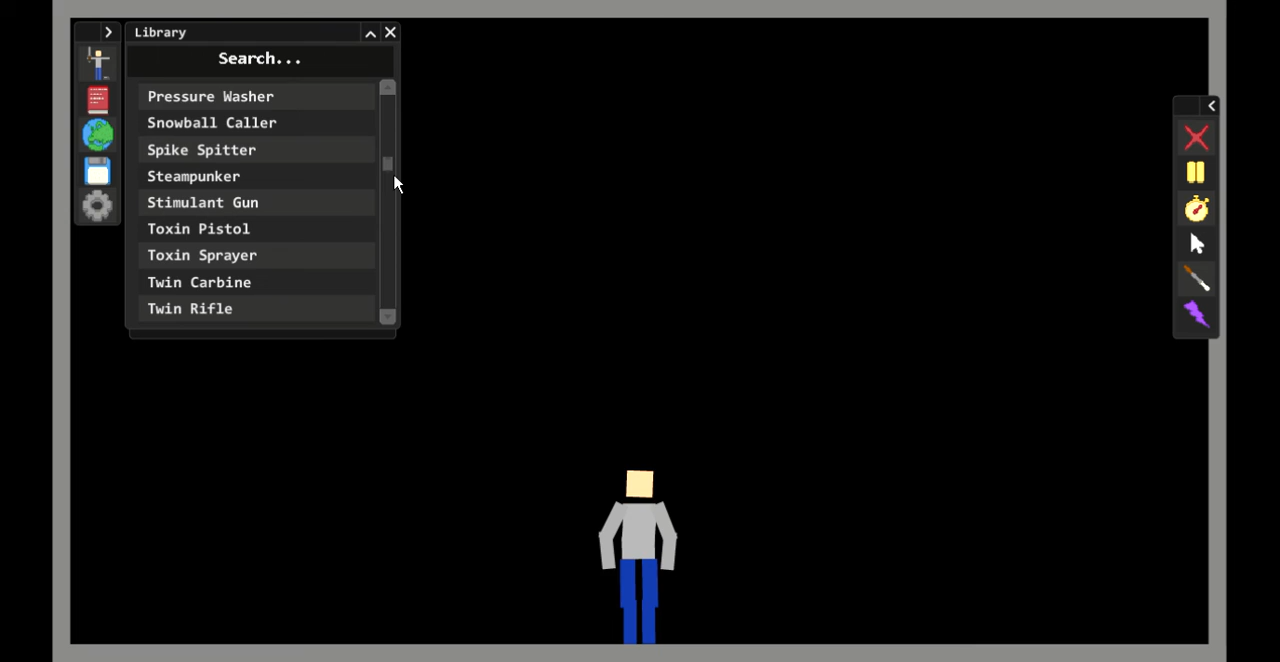 Library
Search...
Pressure Washer
Snowball Caller
Spike Spitter
Steampunker
Stimulant Gun
Toxin Pistol
Toxin Sprayer
Twin Carbine
Twin Rifle